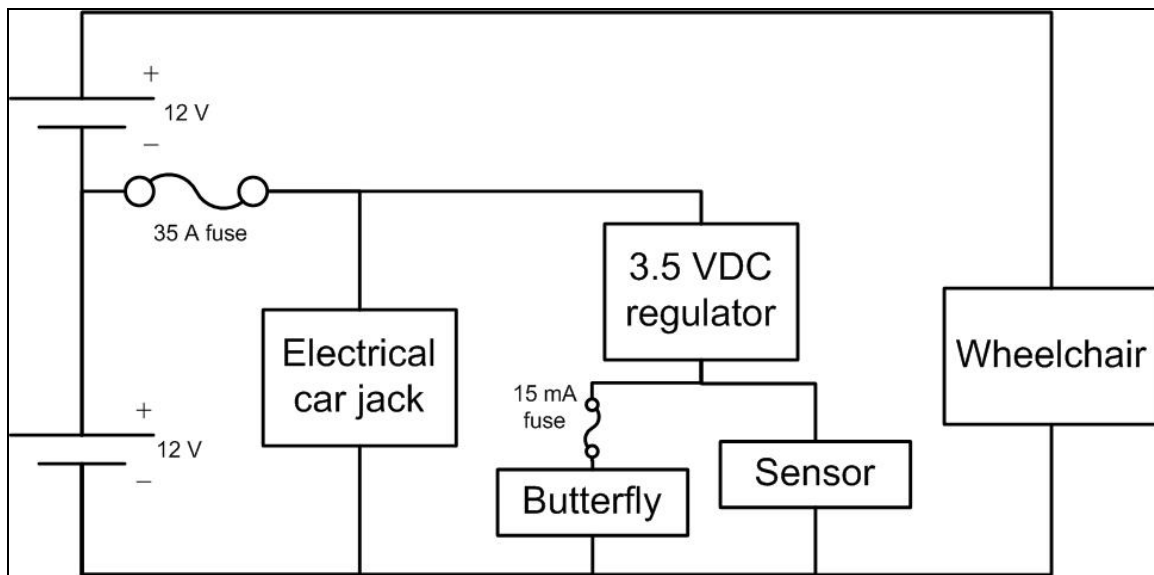 +
12 V
−
35 A fuse
3.5 VDC
regulator
Electrical
car jack
Wheelchair
15 mA
fuse
+
12 V
−
Sensor
Butterfly